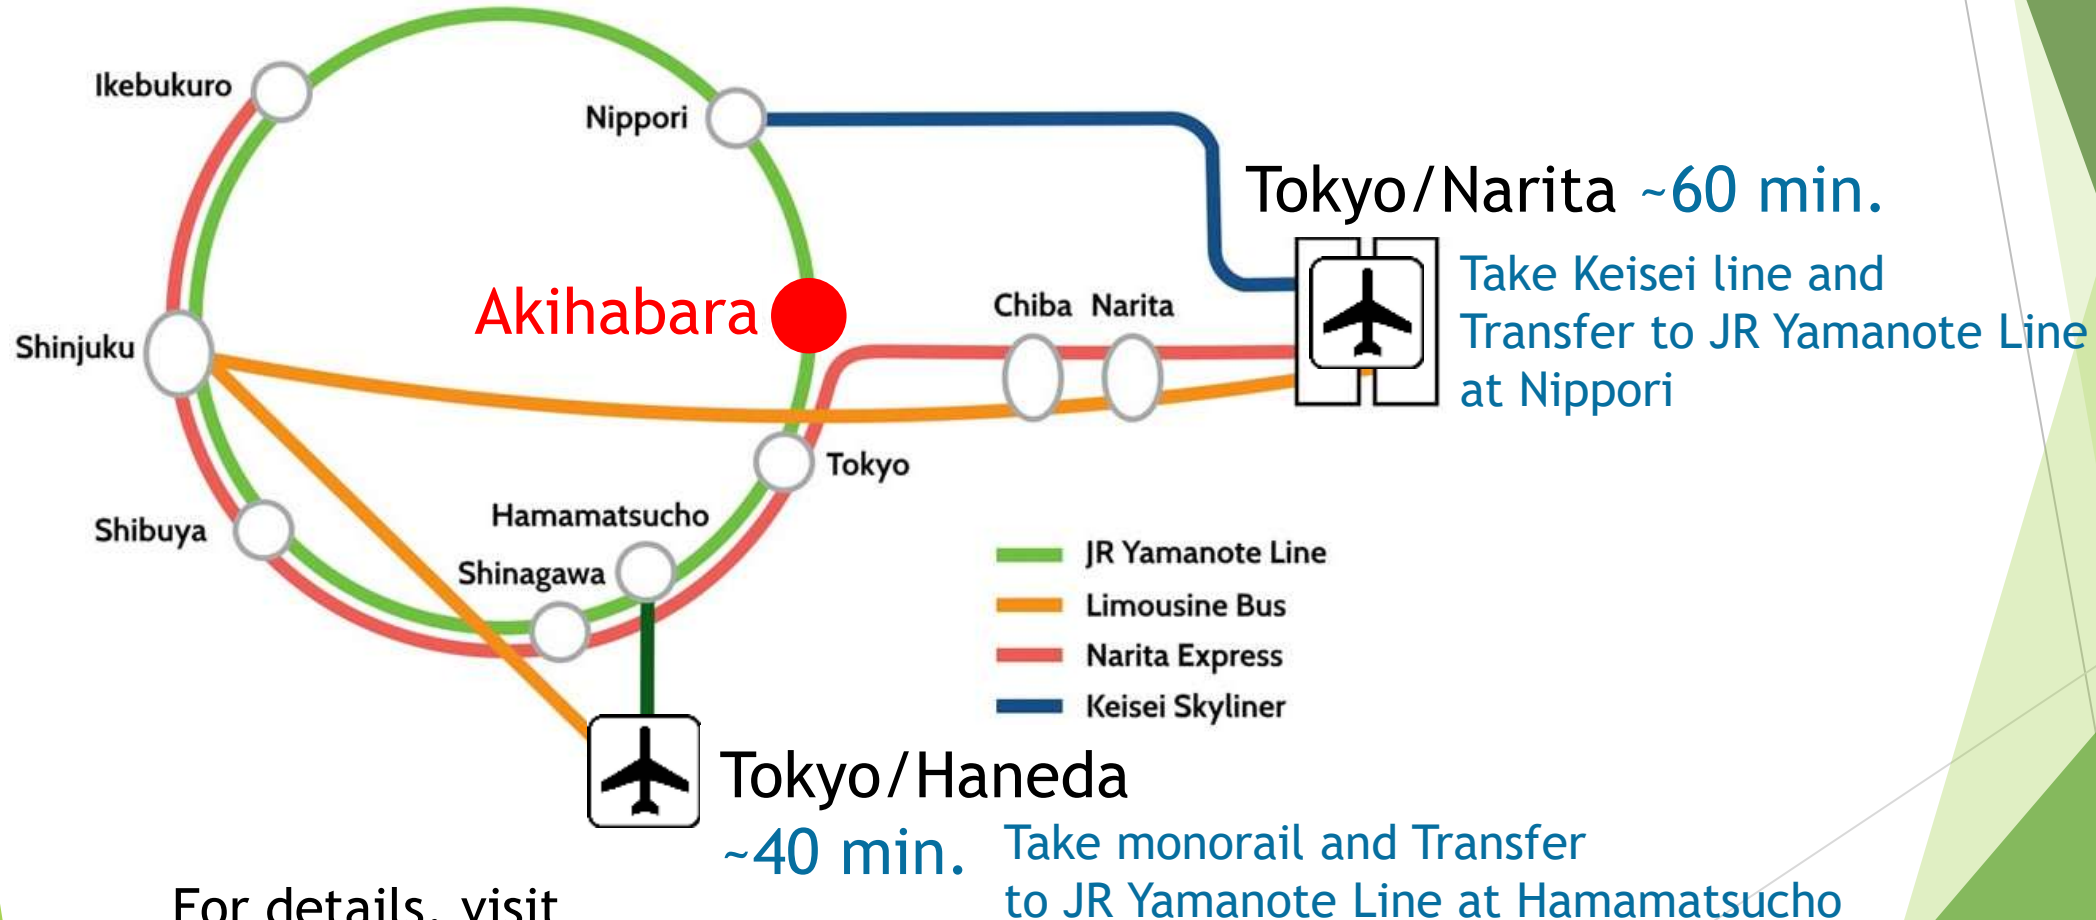 Ikebukuro
Nippori
Tokyo/Narita ~60 min.
Take Keisei line and
Transfer to JR Yamanote Line
at Nippori
Akihabara
Chiba Narita
Shinjuku
Tokyo
Hamamatsucho
Shibuya
Shinagawa
JR Yamanote Line
Limousine Bus
Narita Express
Keisei Skyliner
Tokyo/Haneda
~40 min.
Take monorail and Transfer
to JR Yamanote Line at Hamamatsucho
For details, visit